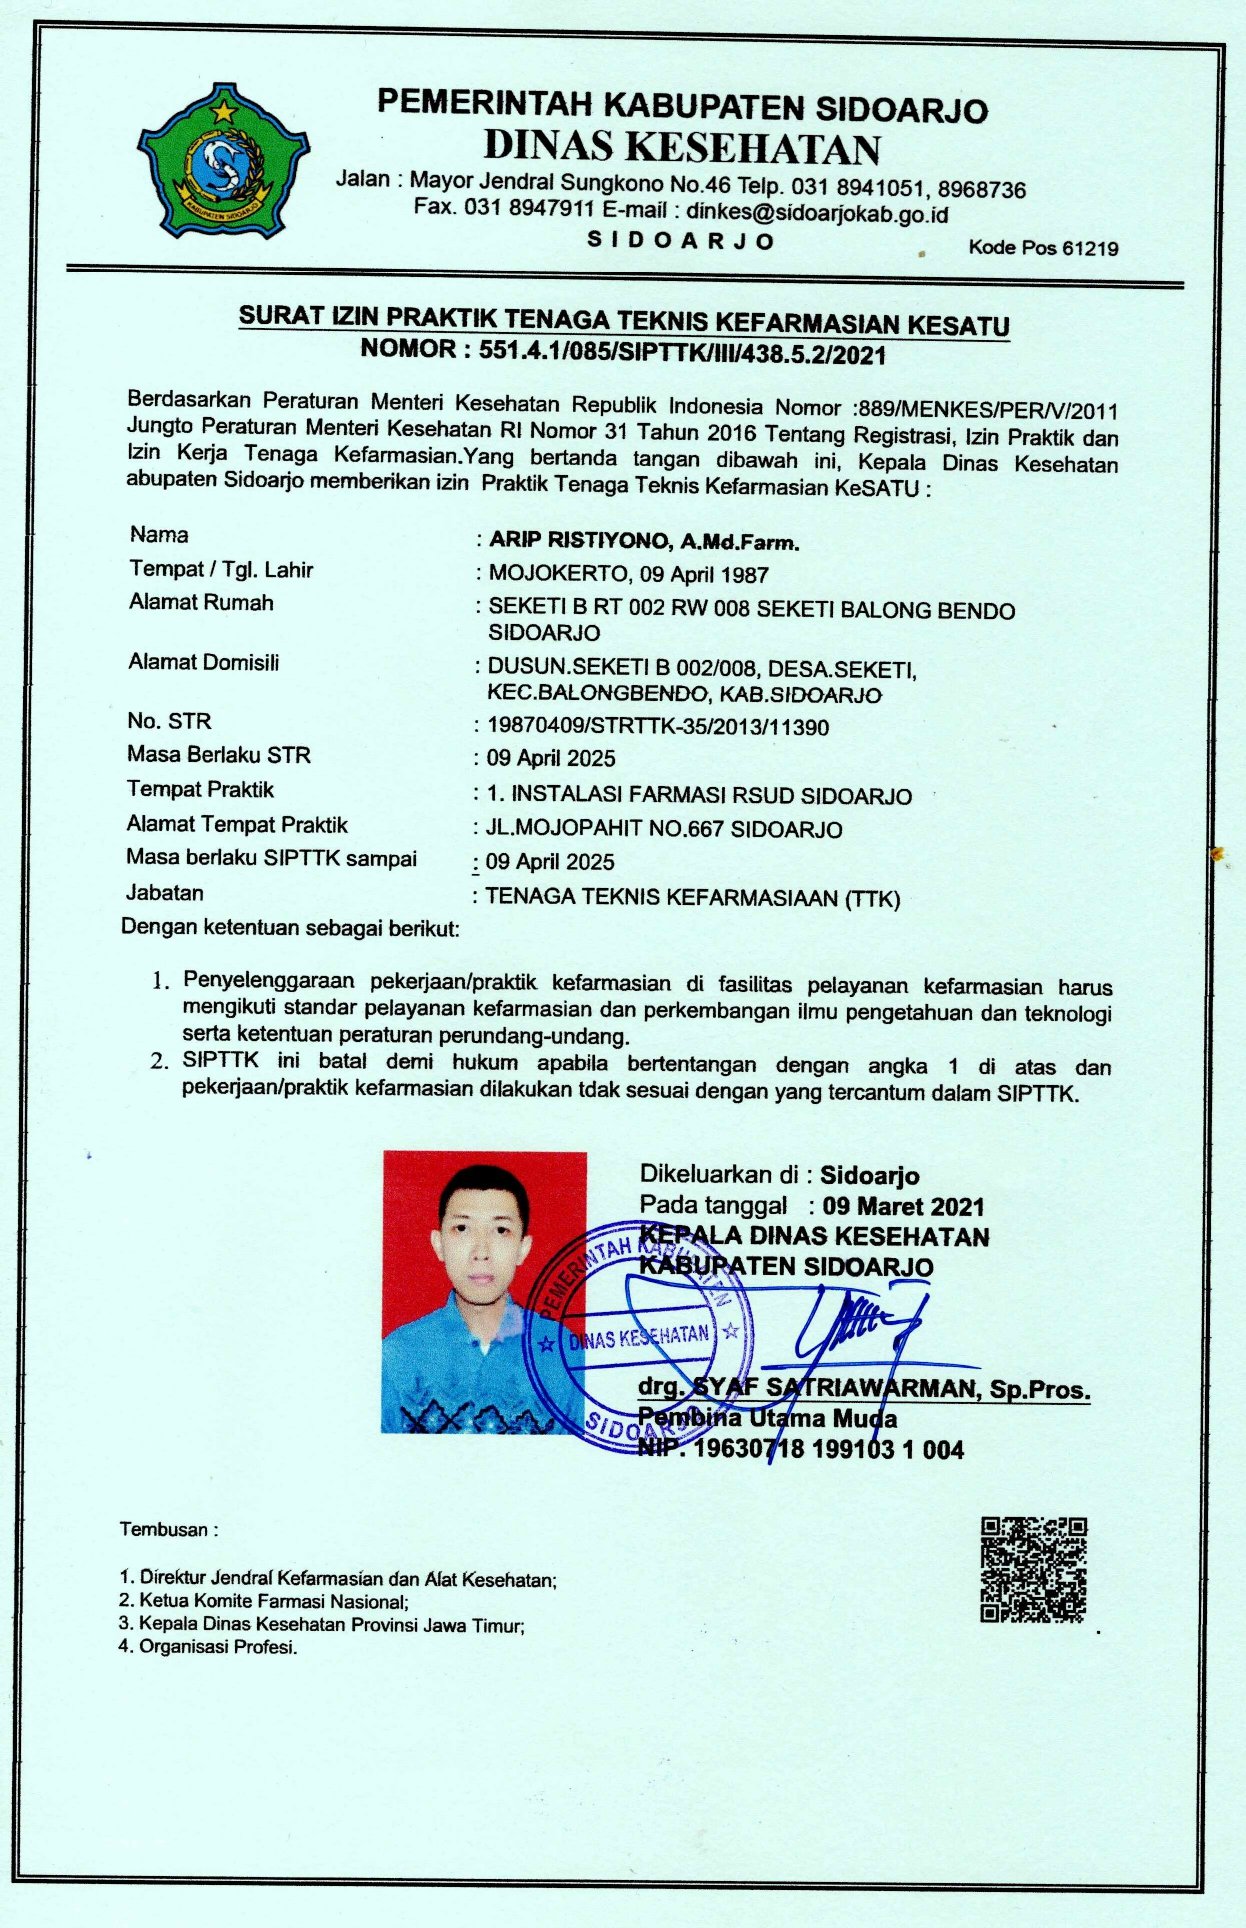 PEMERINTAH KABUPATEN SIDOARJO
DINAS KESEHATAN
Jalan : Mayor Jendral Sungkono No.46 Telp. 031 8941051, 8968736
Fax. 031 8947911 E-mail : dinkes@sidoarjokab.go.id
S I D O A R J O
Kode Pos 61219
KABUPATEN SIDOARJO
SURAT IZIN PRAKTIK TENAGA TEKNIS KEFARMASIAN KESATU
NOMOR : 551.4.1/085/SIPTTK/III/438.5.2/2021
Berdasarkan Peraturan Menteri Kesehatan Republik Indonesia Nomor :889/MENKES/PER/V/2011
Jungto Peraturan Menteri Kesehatan RI Nomor 31 Tahun 2016 Tentang Registrasi, Izin Praktik dan
Izin Kerja Tenaga Kefarmasian.Yang bertanda tangan dibawah ini, Kepala Dinas Kesehatan
abupaten Sidoarjo memberikan izin Praktik Tenaga Teknis Kefarmasian KeSATU :
Nama : ARIP RISTIYONO, A.Md.Farm.
Tempat / Tgl. Lahir : MOJOKERTO, 09 April 1987
Alamat Rumah : SEKETI B RT 002 RW 008 SEKETI BALONG BENDO
SIDOARJO
Alamat Domisili : DUSUN.SEKETI B 002/008, DESA.SEKETI,
KEC.BALONGBENDO, KAB.SIDOARJO
No. STR : 19870409/STRTTK-35/2013/11390
Masa Berlaku STR : 09 April 2025
Tempat Praktik : 1. INSTALASI FARMASI RSUD SIDOARJO
Alamat Tempat Praktik : JL.MOJOPAHIT NO.667 SIDOARJO
Masa berlaku SIPTTK sampai : 09 April 2025
Jabatan : TENAGA TEKNIS KEFARMASIAAN (TTK)
Dengan ketentuan sebagai berikut:
1. Penyelenggaraan pekerjaan/praktik kefarmasian di fasilitas pelayanan kefarmasian harus
mengikuti standar pelayanan kefarmasian dan perkembangan ilmu pengetahuan dan teknologi
serta ketentuan peraturan perundang-undang.
2. SIPTTK ini batal demi hukum apabila bertentangan dengan angka 1 di atas dan
pekerjaan/praktik kefarmasian dilakukan tdak sesuai dengan yang tercantum dalam SIPTTK.
Dikeluarkan di : Sidoarjo
Pada tanggal : 09 Maret 2021
KEPALA DINAS KESEHATAN
KABUPATEN SIDOARJO
PEMERINTAH KABUPATEN
DINAS KESEHATAN
SIDOARJO
drg. SYAF SATRIAWARMAN, Sp.Pros.
Pembina Utama Muda
NIP. 19630718 199103 1 004
Tembusan :
1. Direktur Jendral Kefarmasian dan Alat Kesehatan;
2. Ketua Komite Farmasi Nasional;
3. Kepala Dinas Kesehatan Provinsi Jawa Timur;
4. Organisasi Profesi.